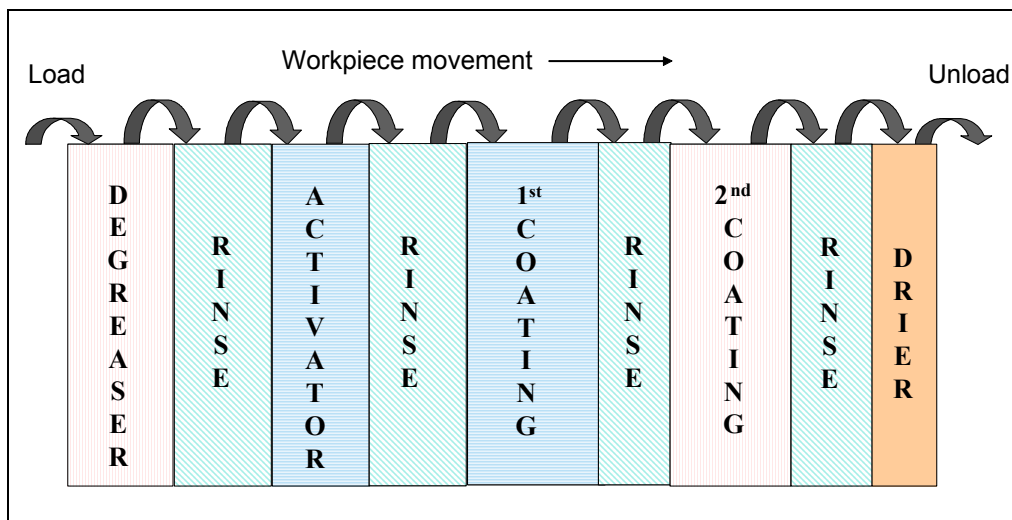 Workpiece movement
Load
Unload
DEGREASER
RINSE
ACTIVATOR
RINSE
1st
COATING
RINSE
2nd
COATING
RINSE
DRIER